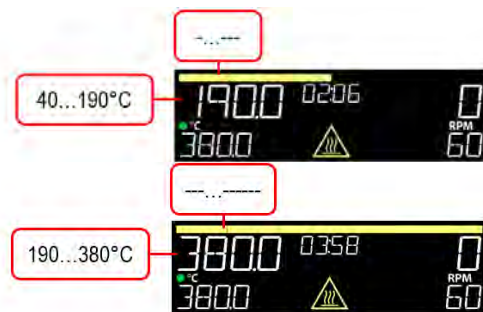 -...---
40...190°C
190.0 02:06 0
°C RPM
380.0 60
---...------
190...380°C
380.0 03:58 0
°C RPM
380.0 60